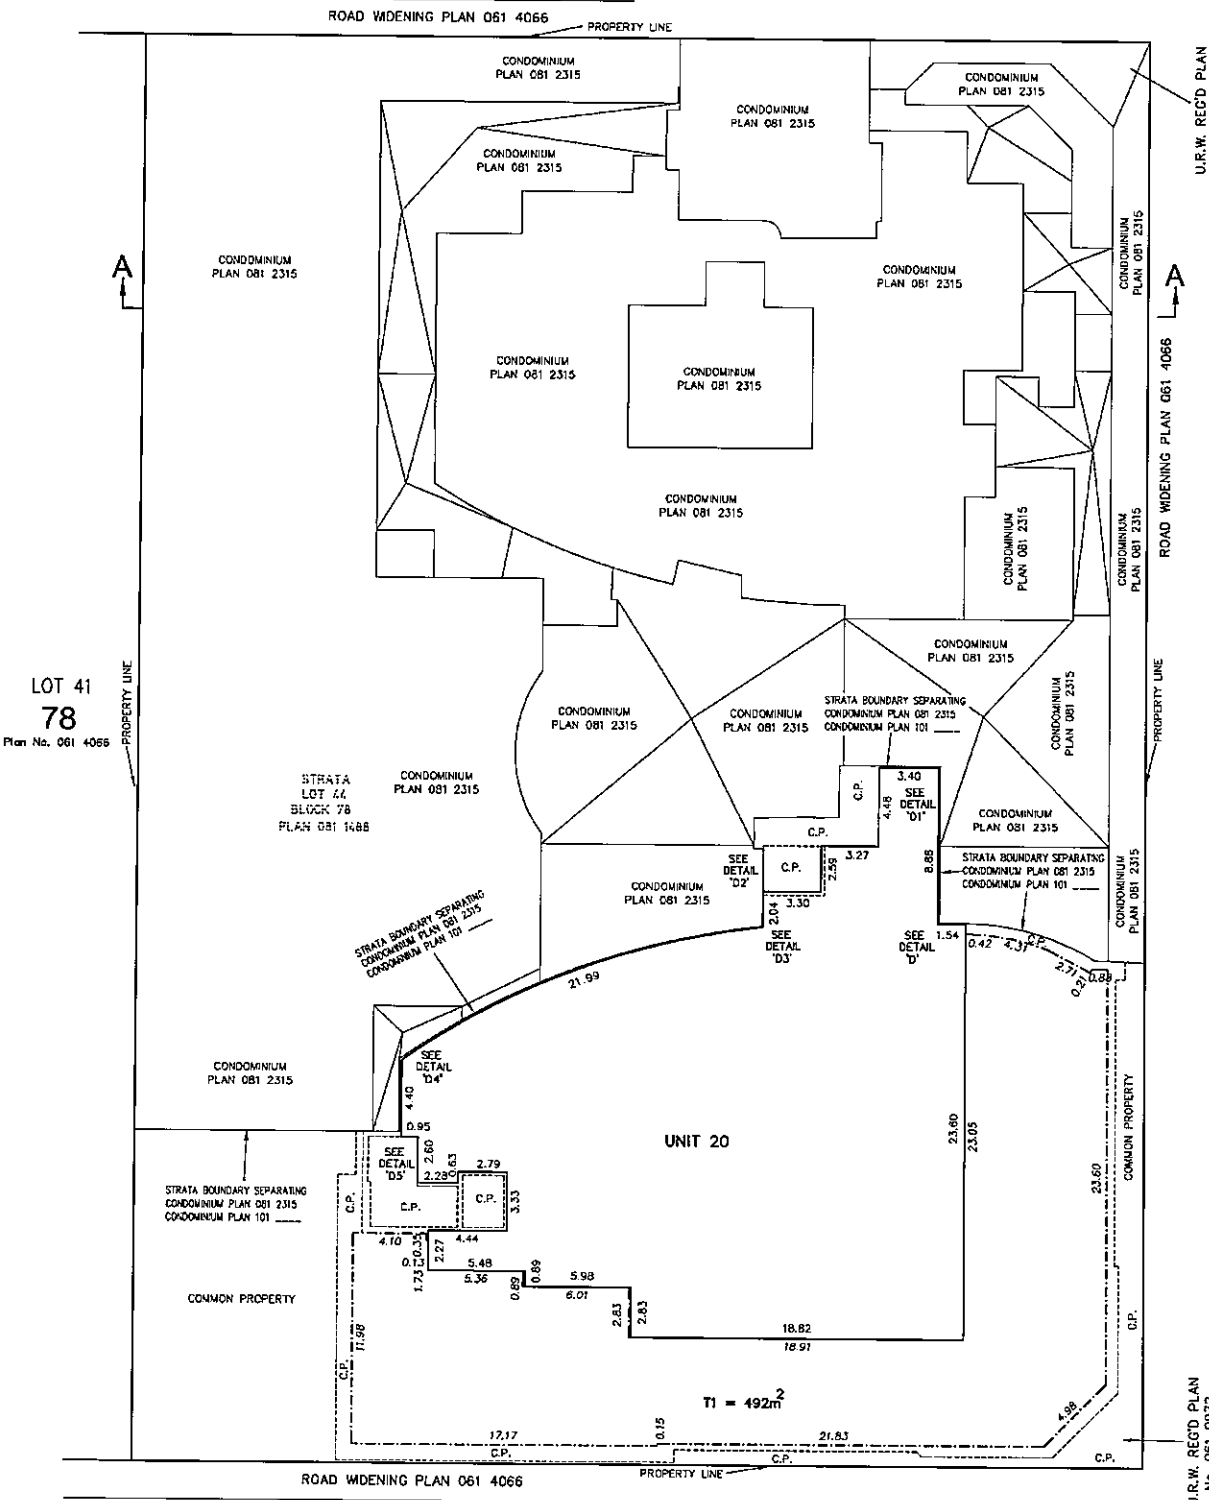 ROAD WIDENING PLAN 061 4066
PROPERTY LINE
U.R.W. REG'D PLAN
CONDOMINIUM
PLAN 081 2315
CONDOMINIUM
PLAN 081 2315
CONDOMINIUM
PLAN 081 2315
CONDOMINIUM
PLAN 081 2315
CONDOMINIUM
PLAN 081 2315
CONDOMINIUM
PLAN 081 2315
CONDOMINIUM
PLAN 081 2315
A
A
CONDOMINIUM
PLAN 081 2315
CONDOMINIUM
PLAN 081 2315
ROAD WIDENING PLAN 061 4066
CONDOMINIUM
PLAN 081 2315
CONDOMINIUM
PLAN 081 2315
CONDOMINIUM
PLAN 081 2315
LOT 41
78
Plan No. 061 4066
PROPERTY LINE
PROPERTY LINE
CONDOMINIUM
PLAN 081 2315
CONDOMINIUM
PLAN 081 2315
CONDOMINIUM
PLAN 081 2315
CONDOMINIUM
PLAN 081 2315
STRATA BOUNDARY SEPARATING
CONDOMINIUM PLAN 081 2315
CONDOMINIUM PLAN 101 ____
STRATA
LOT 44
BLOCK 78
PLAN 081 1488
CONDOMINIUM
PLAN 081 2315
C.P.
3.40
SEE
DETAIL
'D1'
4.48
CONDOMINIUM
PLAN 081 2315
C.P.
3.27
SEE
DETAIL
'D2'
C.P.
2.59
3.30
2.04
8.88
STRATA BOUNDARY SEPARATING
CONDOMINIUM PLAN 081 2315
CONDOMINIUM PLAN 101 ____
CONDOMINIUM
PLAN 081 2315
CONDOMINIUM
PLAN 081 2315
STRATA BOUNDARY SEPARATING
CONDOMINIUM PLAN 081 2315
CONDOMINIUM PLAN 101 ____
SEE
DETAIL
'D3'
SEE
DETAIL
'D'
1.54
0.42
C.P.
4.31
2.71
0.21
0.88
21.99
CONDOMINIUM
PLAN 081 2315
SEE
DETAIL
'D4'
4.40
0.95
UNIT 20
23.60
23.05
23.60
COMMON PROPERTY
SEE
DETAIL
'D5'
2.60
2.28
0.63
2.79
C.P.
C.P.
3.33
STRATA BOUNDARY SEPARATING
CONDOMINIUM PLAN 081 2315
CONDOMINIUM PLAN 101 ____
C.P.
4.10
0.35
0.13
1.73
2.27
4.44
5.48
5.36
0.89
0.89
5.98
6.01
2.83
2.83
COMMON PROPERTY
11.98
C.P.
18.82
18.91
C.P.
T1 = 492m2
4.98
17.17
C.P.
0.15
21.83
C.P.
C.P.
ROAD WIDENING PLAN 061 4066
PROPERTY LINE
U.R.W. REG'D PLAN